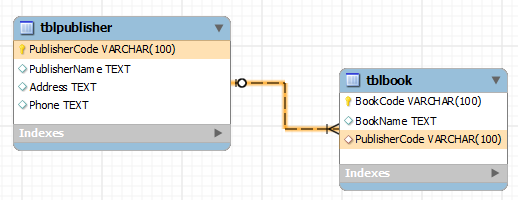 tblpublisher
PublisherCode VARCHAR(100)
PublisherName TEXT
Address TEXT
Phone TEXT
Indexes
tblbook
BookCode VARCHAR(100)
BookName TEXT
PublisherCode VARCHAR(100)
Indexes